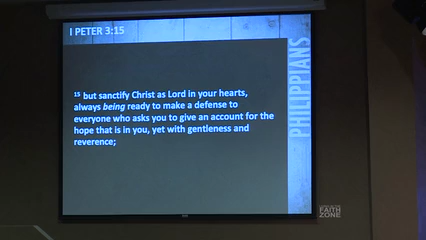 I PETER 3:15
PHILIPPIANS
15 but sanctify Christ as Lord in your hearts,
always being ready to make a defense to
everyone who asks you to give an account for the
hope that is in you, yet with gentleness and
reverence;
FAITH
ZONE